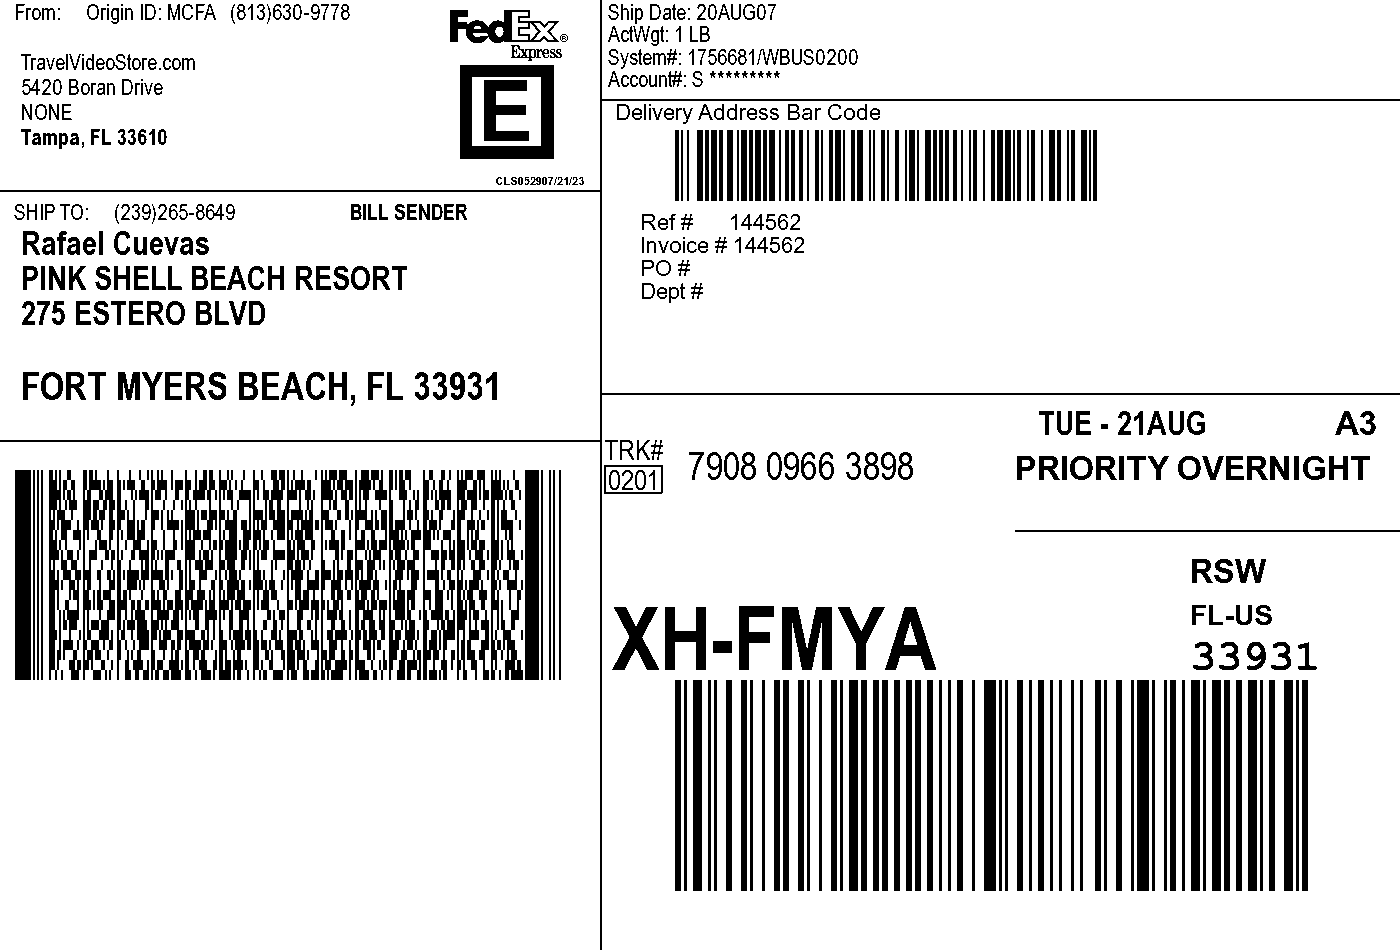 From: Origin ID: MCFA (813)630-9778
TravelVideoStore.com
5420 Boran Drive
NONE
Tampa, FL 33610
FedEx®
Express
E
CLS052907/21/23
SHIP TO: (239)265-8649 BILL SENDER
Rafael Cuevas
PINK SHELL BEACH RESORT
275 ESTERO BLVD
FORT MYERS BEACH, FL 33931
Ship Date: 20AUG07
ActWgt: 1 LB
System#: 1756681/WBUS0200
Account#: S *********
Delivery Address Bar Code
Ref # 144562
Invoice # 144562
PO #
Dept #
TUE - 21AUG A3
PRIORITY OVERNIGHT
TRK# 7908 0966 3898
0201
RSW
FL-US
XH-FMYA 33931